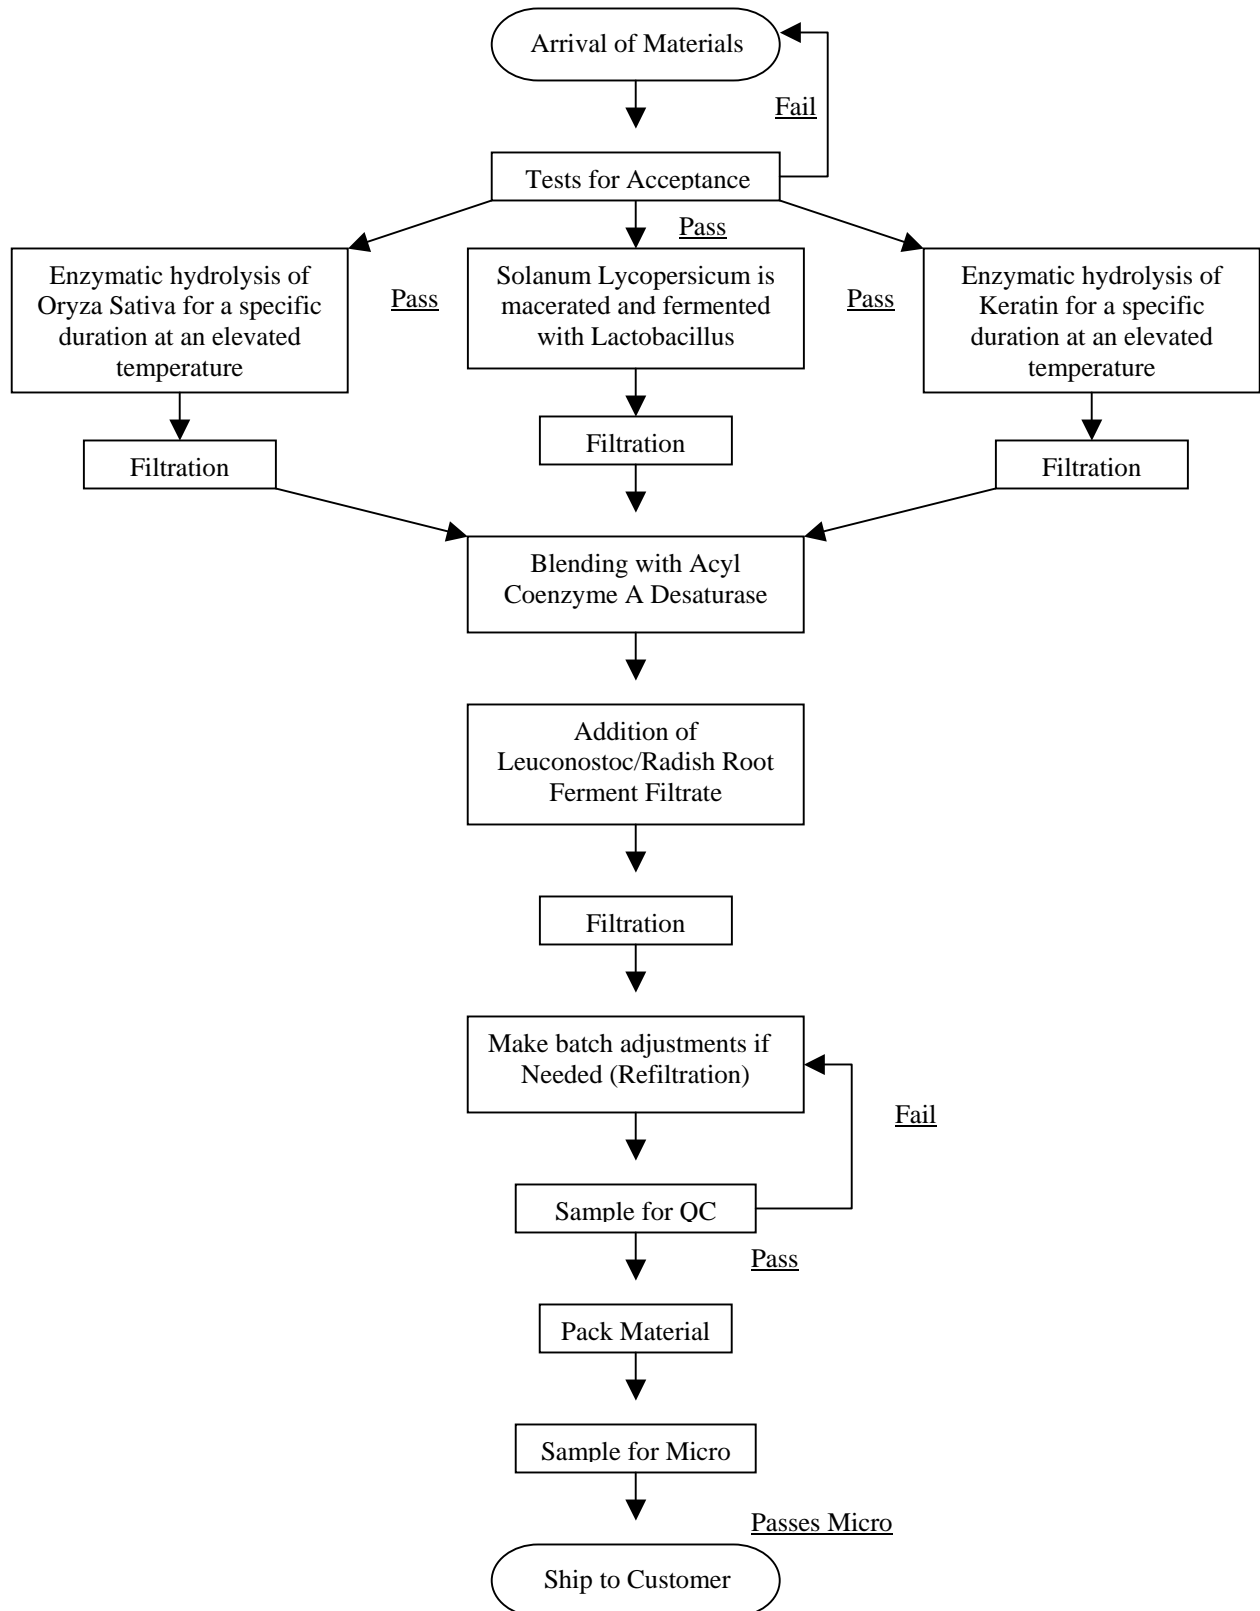 Arrival of Materials
Fail
Tests for Acceptance
Pass
Enzymatic hydrolysis of
Oryza Sativa for a specific
duration at an elevated
temperature
Pass
Solanum Lycopersicum is
macerated and fermented
with Lactobacillus
Pass
Enzymatic hydrolysis of
Keratin for a specific
duration at an elevated
temperature
Filtration
Filtration
Filtration
Blending with Acyl
Coenzyme A Desaturase
Addition of
Leuconostoc/Radish Root
Ferment Filtrate
Filtration
Make batch adjustments if
Needed (Refiltration)
Fail
Sample for QC
Pass
Pack Material
Sample for Micro
Passes Micro
Ship to Customer